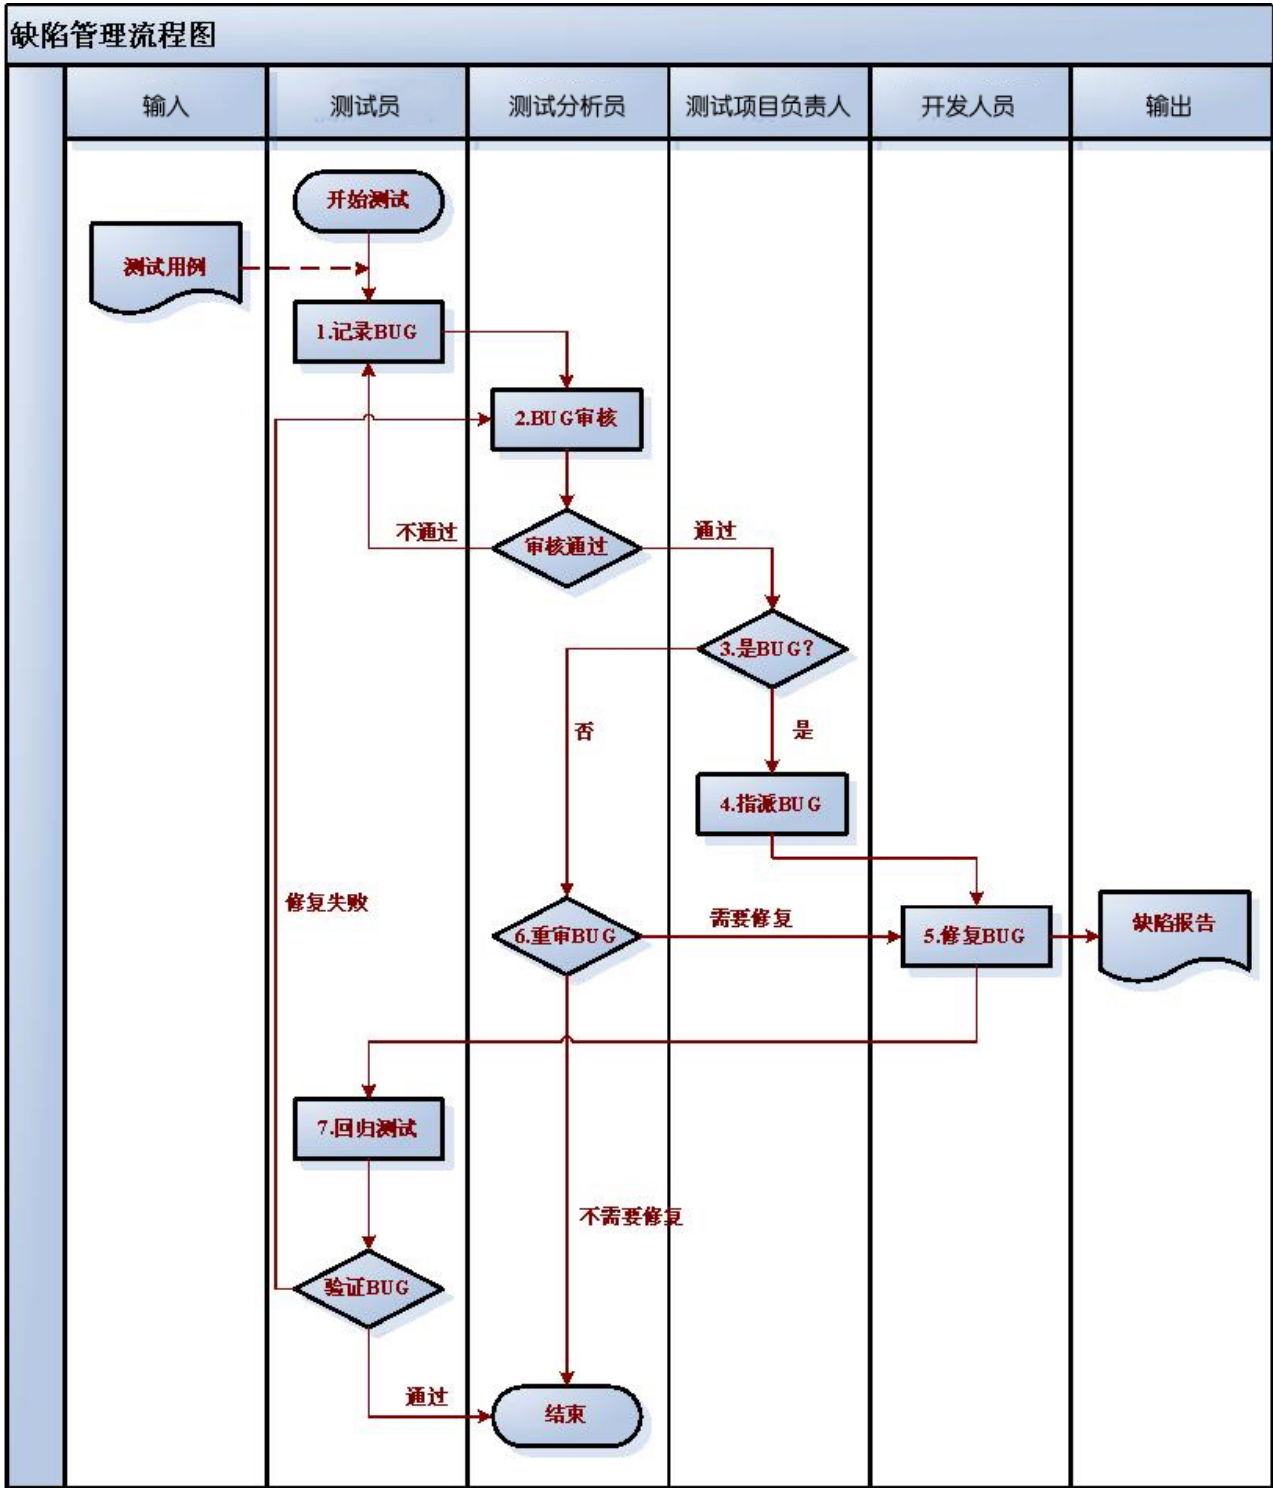 缺陷管理流程图
输入
测试员
测试分析员
测试项目负责人
开发人员
输出
开始测试
测试用例
1.记录BUG
2.BUG审核
不通过
审核通过
通过
3.是BUG?
否
是
4.指派BUG
修复失败
6.重审BUG
需要修复
5.修复BUG
缺陷报告
7.回归测试
不需要修复
验证BUG
通过
结束